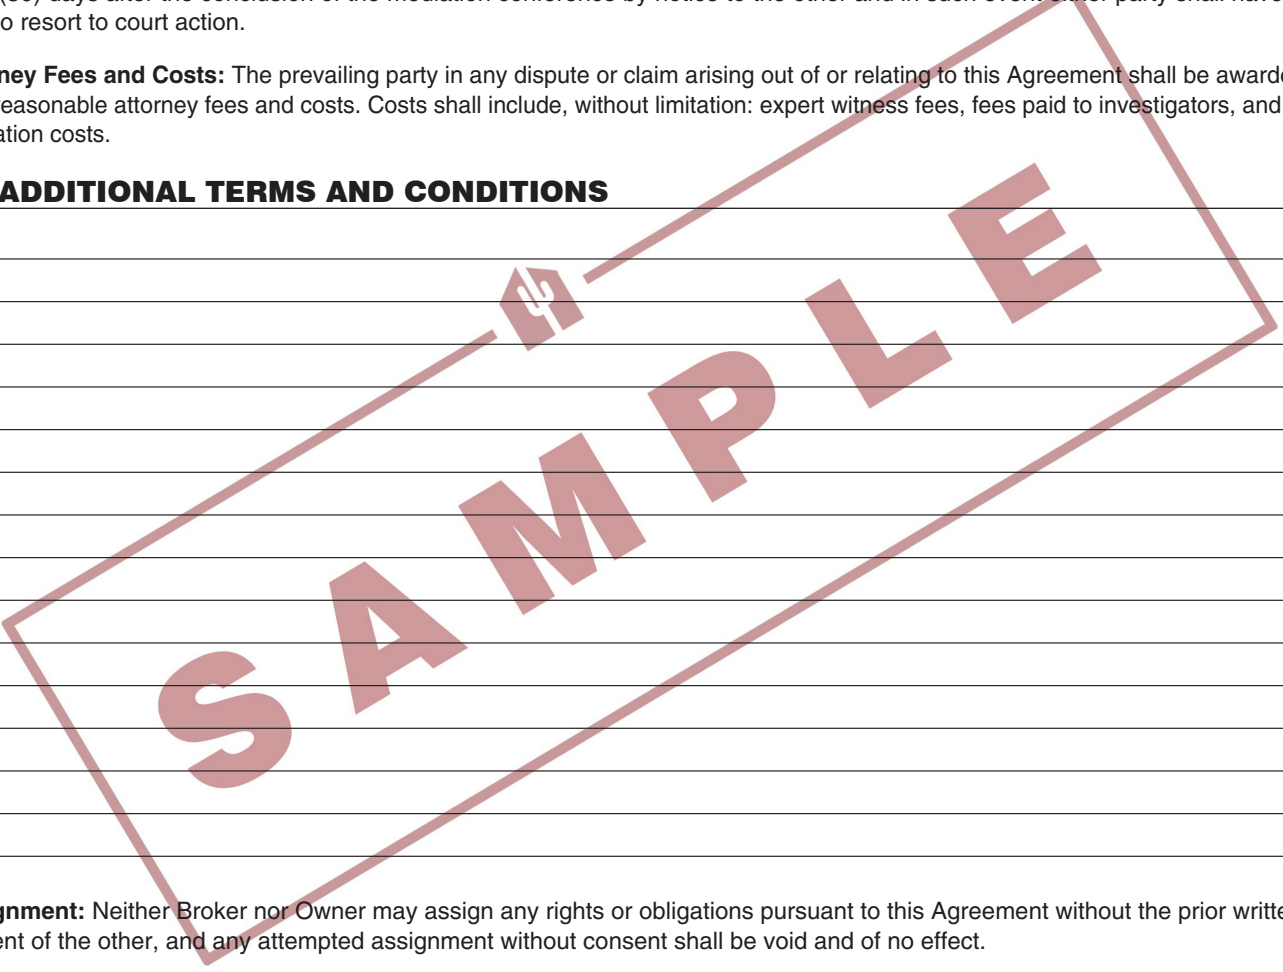 days after the conclusion of the mediation conference by notice to the other and in such event either party shall have
o resort to court action.
ney Fees and Costs: The prevailing party in any dispute or claim arising out of or relating to this Agreement shall be awarde
reasonable attorney fees and costs. Costs shall include, without limitation: expert witness fees, fees paid to investigators, and
ation costs.
ADDITIONAL TERMS AND CONDITIONS
SAMPLE
gnment: Neither Broker nor Owner may assign any rights or obligations pursuant to this Agreement without the prior writte
ent of the other, and any attempted assignment without consent shall be void and of no effect.